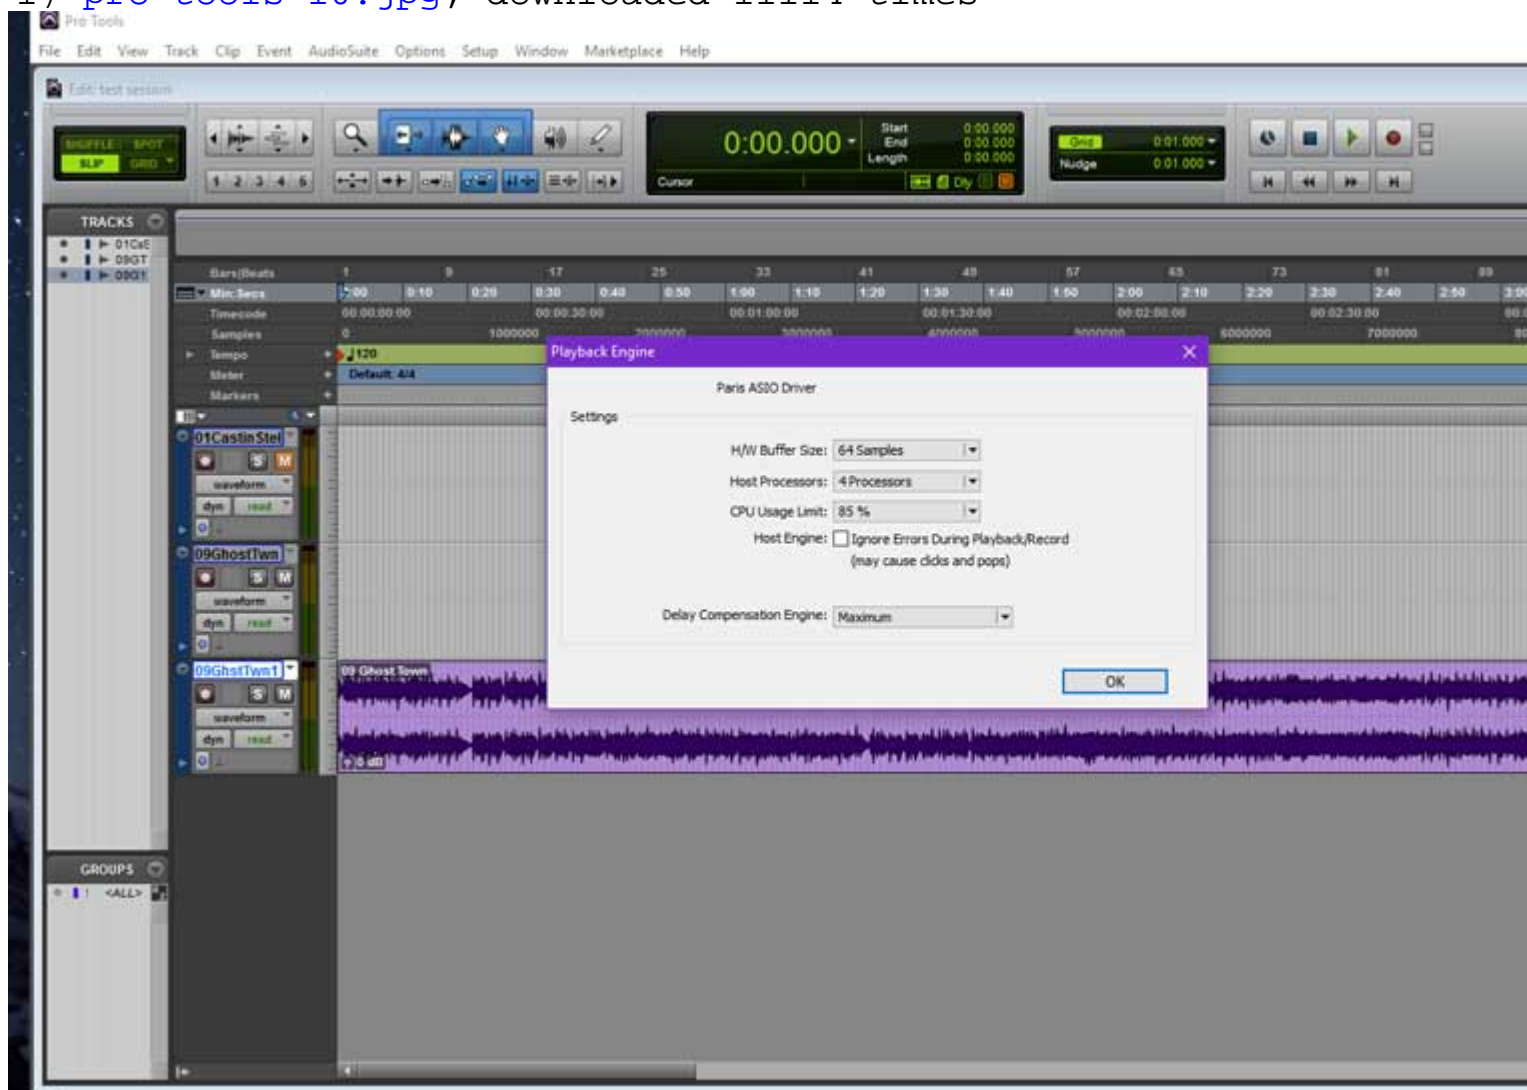 Pro Tools
File Edit View Track Clip Event AudioSuite Options Setup Window Marketplace Help
Edit: test session
SHUFFLE SPOT
SLIP GRID
1 2 3 4 5
0:00.000
Start 0:00.000
End 0:00.000
Length 0:00.000
Cursor
Dly
Grid 0:01.000
Nudge 0:01.000
TRACKS
01CsS
09GT
09G1
Bars|Beats 1 9 17 25 33 41 49 57 65 73 81 89
Min:Secs 0:00 0:10 0:20 0:30 0:40 0:50 1:00 1:10 1:20 1:30 1:40 1:50 2:00 2:10 2:20 2:30 2:40 2:50 3:00
Timecode 00:00:00:00 00:00:30:00 00:01:00:00 00:01:30:00 00:02:00:00 00:02:30:00
Samples 0 1000000 2000000 3000000 4000000 5000000 6000000 7000000
Tempo 120
Meter Default: 4/4
Markers
Playback Engine
Paris ASIO Driver
Settings
H/W Buffer Size: 64 Samples
Host Processors: 4 Processors
CPU Usage Limit: 85 %
Host Engine: Ignore Errors During Playback/Record
(may cause clicks and pops)
Delay Compensation Engine: Maximum
OK
01CastinStel
S M
waveform
dyn read
09GhostTwn
S M
waveform
dyn read
09GhstTwn1
S M
waveform
dyn read
09 Ghost Town
0 dB
GROUPS
! <ALL>